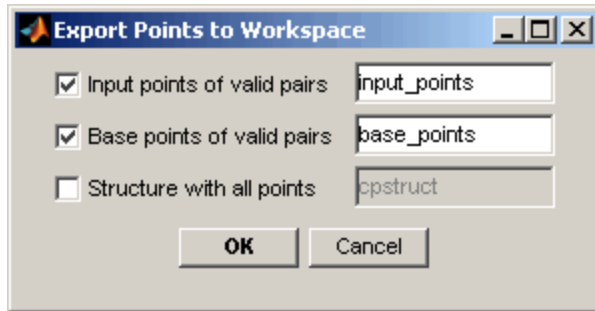 Export Points to Workspace
Input points of valid pairs input_points
Base points of valid pairs base_points
Structure with all points cpstruct
OK Cancel